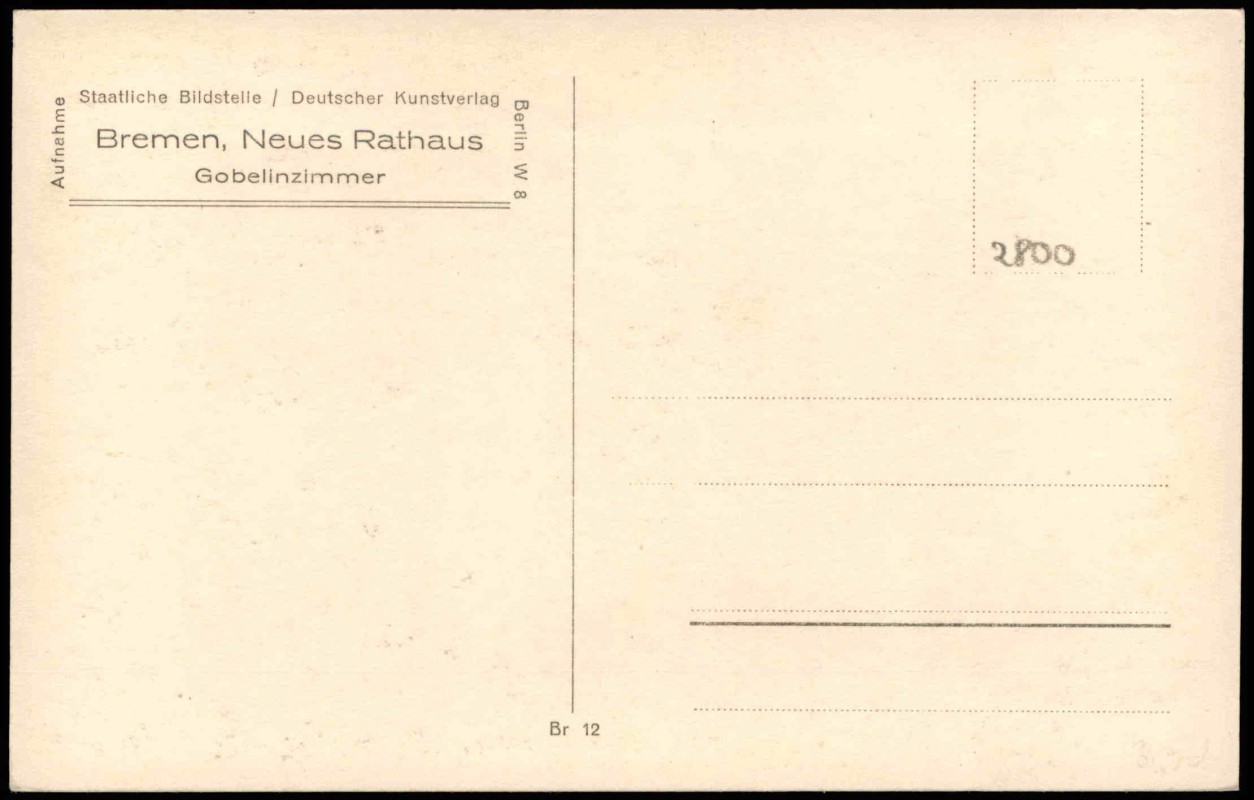 Aufnahme
Staatliche Bildstelle / Deutscher Kunstverlag
Berlin W 8
Bremen, Neues Rathaus
Gobelinzimmer
2800
Br 12